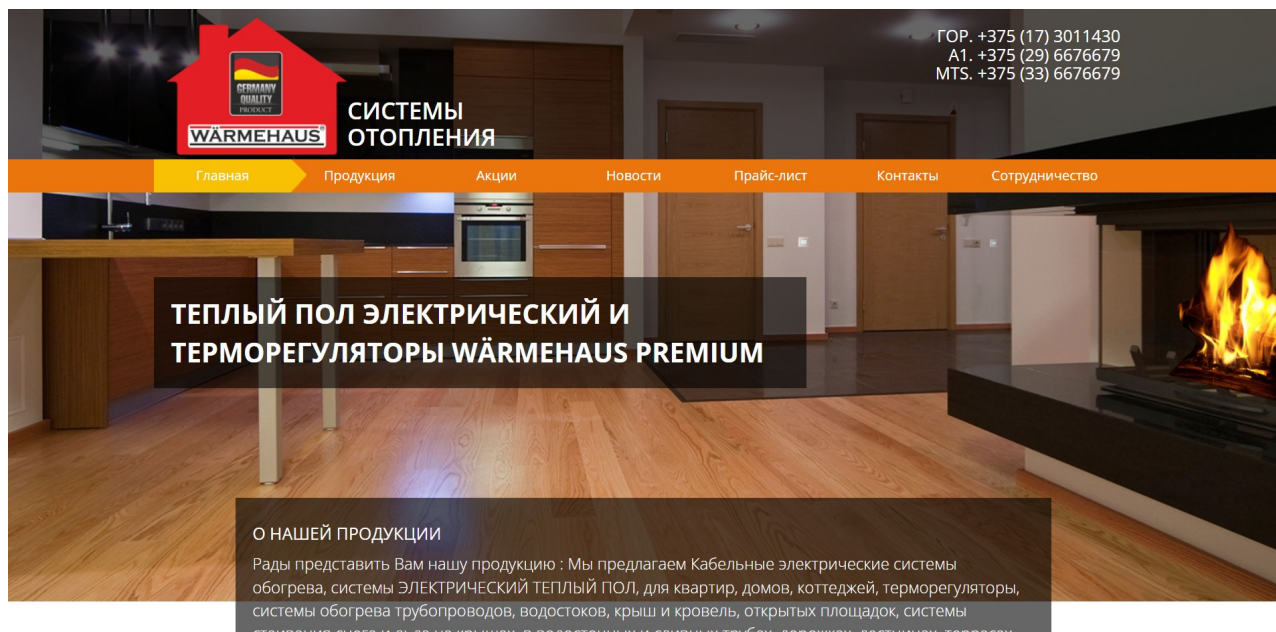 GERMANY
QUALITY
PRODUCT
WÄRMEHAUS®
СИСТЕМЫ
ОТОПЛЕНИЯ
ГОР. +375 (17) 3011430
A1. +375 (29) 6676679
MTS. +375 (33) 6676679
Главная Продукция Акции Новости Прайс-лист Контакты Сотрудничество
ТЕПЛЫЙ ПОЛ ЭЛЕКТРИЧЕСКИЙ И
ТЕРМОРЕГУЛЯТОРЫ WÄRMEHAUS PREMIUM
О НАШЕЙ ПРОДУКЦИИ
Рады представить Вам нашу продукцию : Мы предлагаем Кабельные электрические системы
обогрева, системы ЭЛЕКТРИЧЕСКИЙ ТЕПЛЫЙ ПОЛ, для квартир, домов, коттеджей, терморегуляторы,
системы обогрева трубопроводов, водостоков, крыш и кровель, открытых площадок, системы